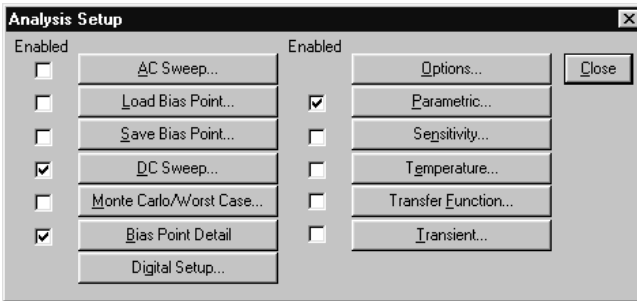 Analysis Setup
Enabled
AC Sweep...
Load Bias Point...
Save Bias Point...
DC Sweep...
Monte Carlo/Worst Case...
Bias Point Detail
Digital Setup...
Enabled
Options...
Parametric...
Sensitivity...
Temperature...
Transfer Function...
Transient...
Close